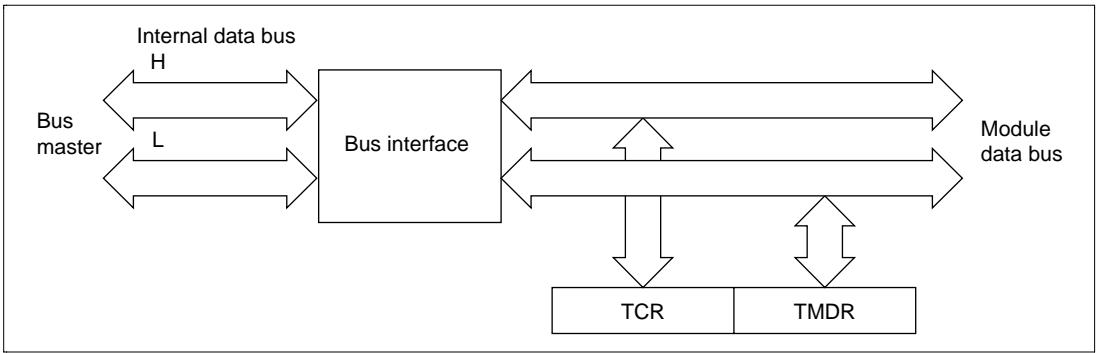 Internal data bus
H
Bus
master
L
Bus interface
Module
data bus
TCR
TMDR